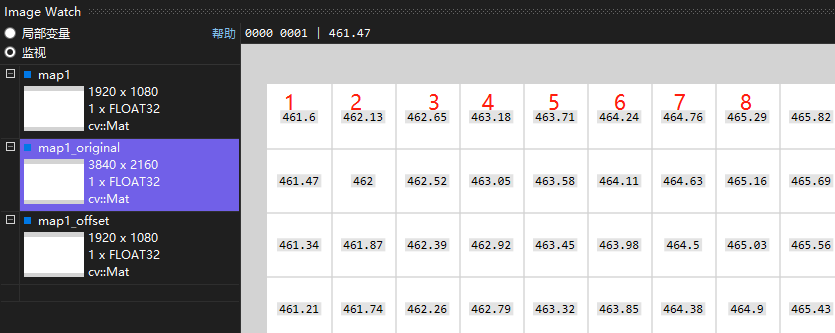 Image Watch
局部变量 帮助 0000 0001 | 461.47
监视
map1
1920 x 1080
1 x FLOAT32
cv::Mat
map1_original
3840 x 2160
1 x FLOAT32
cv::Mat
map1_offset
1920 x 1080
1 x FLOAT32
cv::Mat
1 2 3 4 5 6 7 8
461.6 462.13 462.65 463.18 463.71 464.24 464.76 465.29 465.82
461.47 462 462.52 463.05 463.58 464.11 464.63 465.16 465.69
461.34 461.87 462.39 462.92 463.45 463.98 464.5 465.03 465.56
461.21 461.74 462.26 462.79 463.32 463.85 464.38 464.9 465.43